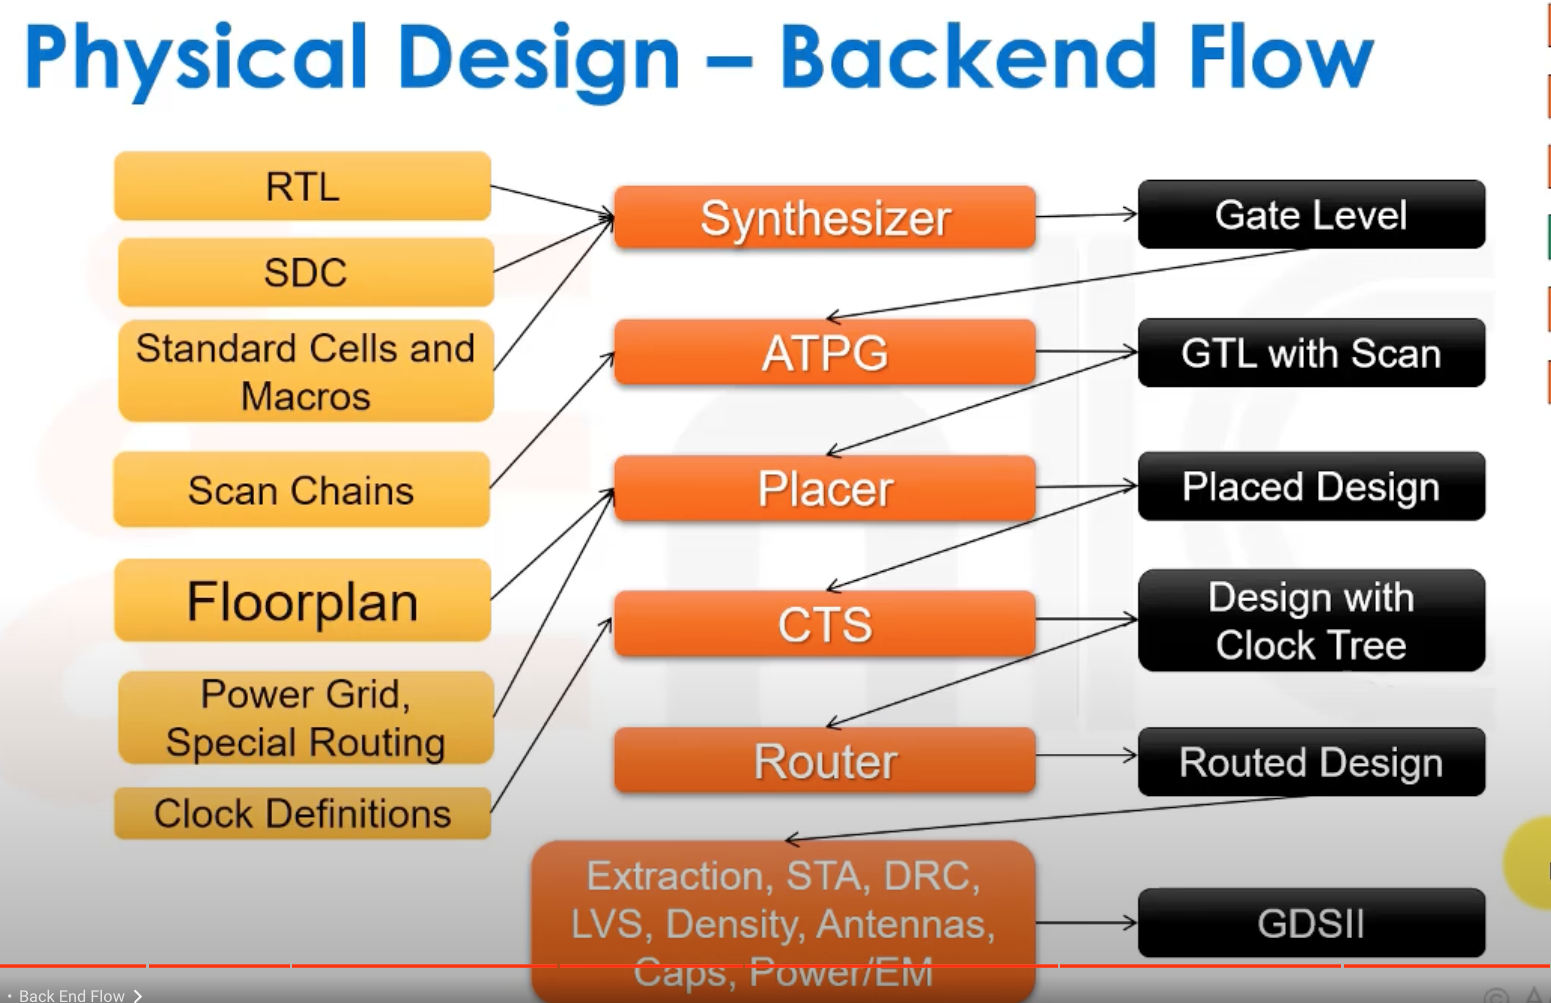 Physical Design – Backend Flow
RTL
SDC
Standard Cells and
Macros
Scan Chains
Floorplan
Power Grid,
Special Routing
Clock Definitions
Synthesizer
ATPG
Placer
CTS
Router
Extraction, STA, DRC,
LVS, Density, Antennas,
Caps, Power/EM
Gate Level
GTL with Scan
Placed Design
Design with
Clock Tree
Routed Design
GDSII
• Back End Flow